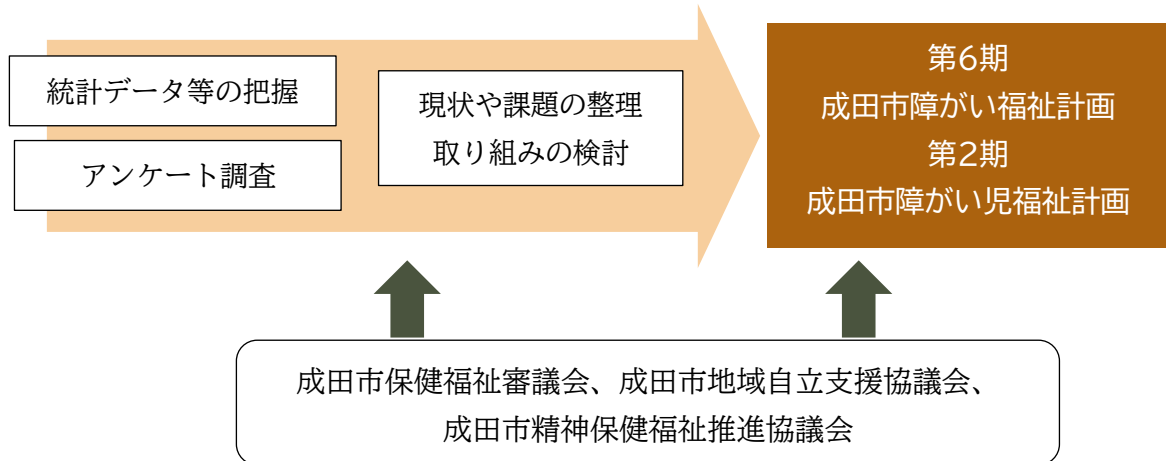 統計データ等の把握
アンケート調査
現状や課題の整理
取り組みの検討
第6期
成田市障がい福祉計画
第2期
成田市障がい児福祉計画
成田市保健福祉審議会、成田市地域自立支援協議会、
成田市精神保健福祉推進協議会